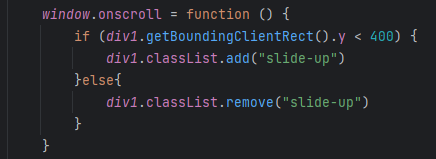 window.onscroll = function () {
    if (div1.getBoundingClientRect().y < 400) {
        div1.classList.add("slide-up")
    }else{
        div1.classList.remove("slide-up")
    }
}